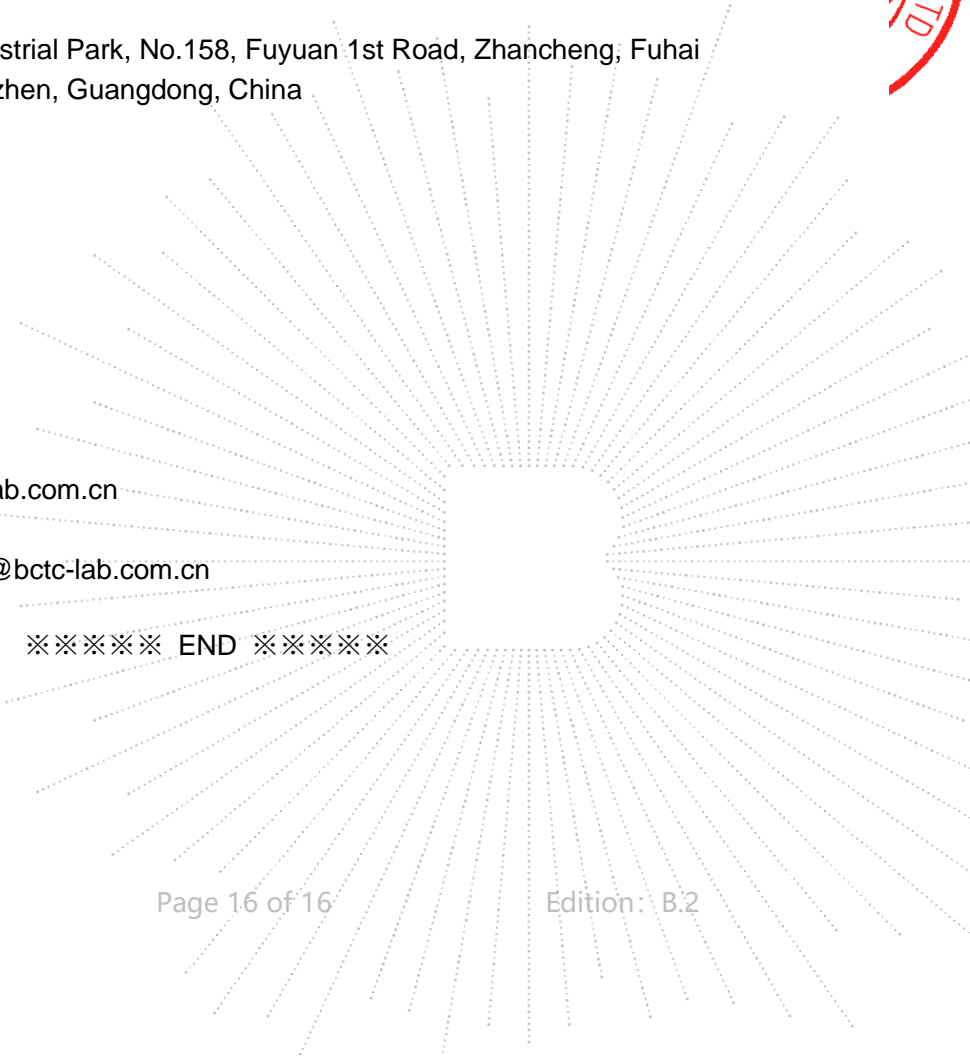 strial Park, No.158, Fuyuan 1st Road, Zhancheng, Fuhai
zhen, Guangdong, China
TD
ab.com.cn
@bctc-lab.com.cn
※※※※※ END ※※※※※
Page 16 of 16 Edition：B.2